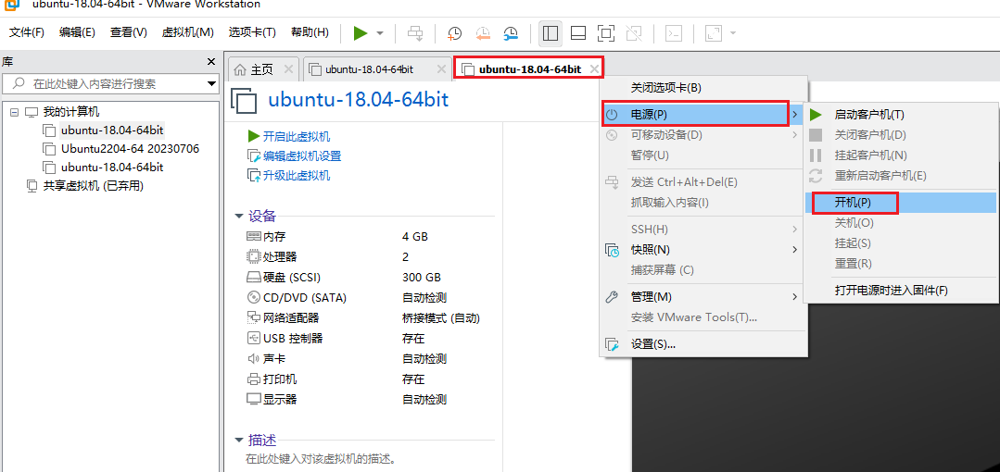 ubuntu-18.04-64bit - VMware Workstation
文件(F) 编辑(E) 查看(V) 虚拟机(M) 选项卡(T) 帮助(H)
库
在此处键入内容进行搜索
我的计算机
ubuntu-18.04-64bit
Ubuntu2204-64 20230706
ubuntu-18.04-64bit
共享虚拟机 (已弃用)
主页 ubuntu-18.04-64bit ubuntu-18.04-64bit
ubuntu-18.04-64bit
开启此虚拟机
编辑虚拟机设置
升级此虚拟机
设备
内存 4 GB
处理器 2
硬盘 (SCSI) 300 GB
CD/DVD (SATA) 自动检测
网络适配器 桥接模式 (自动)
USB 控制器 存在
声卡 自动检测
打印机 存在
显示器 自动检测
描述
在此处键入对该虚拟机的描述。
关闭选项卡(B)
电源(P)
可移动设备(D)
暂停(U)
发送 Ctrl+Alt+Del(E)
抓取输入内容(I)
SSH(H)
快照(N)
捕获屏幕 (C)
管理(M)
安装 VMware Tools(T)...
设置(S)...
启动客户机(T)
关闭客户机(D)
挂起客户机(N)
重新启动客户机(E)
开机(P)
关机(O)
挂起(S)
重置(R)
打开电源时进入固件(F)